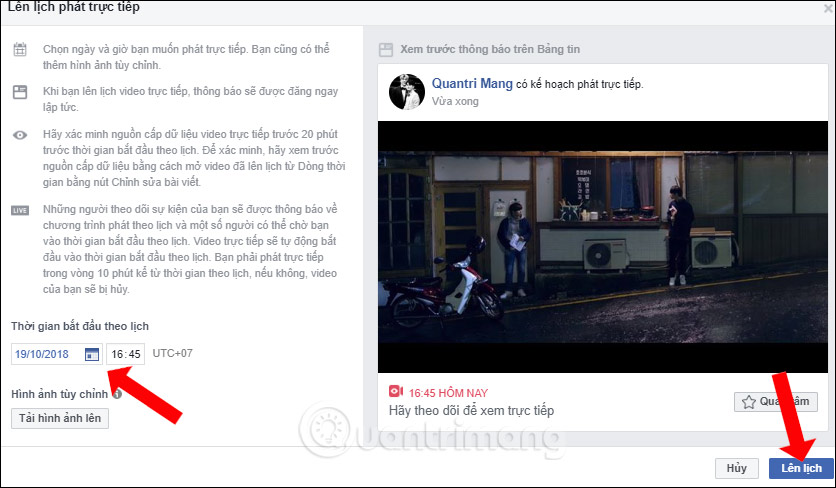 Lên lịch phát trực tiếp
Chọn ngày và giờ bạn muốn phát trực tiếp. Bạn cũng có thể
thêm hình ảnh tùy chỉnh.
Khi bạn lên lịch video trực tiếp, thông báo sẽ được đăng ngay
lập tức.
Hãy xác minh nguồn cấp dữ liệu video trực tiếp trước 20 phút
trước thời gian bắt đầu theo lịch. Để xác minh, hãy xem trước
nguồn cấp dữ liệu bằng cách mở video đã lên lịch từ Dòng thời
gian bằng nút Chỉnh sửa bài viết.
LIVE
Những người theo dõi sự kiện của bạn sẽ được thông báo về
chương trình phát trực tiếp và một số người có thể chờ bạn
vào thời gian bắt đầu theo lịch. Video trực tiếp sẽ tự động bắt
đầu vào thời gian bắt đầu theo lịch. Bạn phải phát trực tiếp
trong vòng 10 phút kể từ thời gian theo lịch, nếu không, video
của bạn sẽ bị hủy.
Thời gian bắt đầu theo lịch
19/10/2018 16:45 UTC+07
Hình ảnh tùy chỉnh
Tải hình ảnh lên
Xem trước thông báo trên Bảng tin
Quantri Mang có kế hoạch phát trực tiếp.
Vừa xong
16:45 HÔM NAY
Hãy theo dõi để xem trực tiếp
uantrimang
Hủy Lên lịch